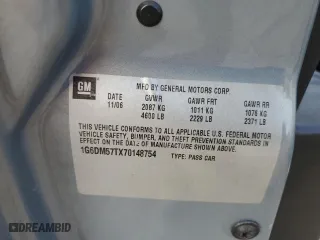 GM
MFD BY GENERAL MOTORS CORP
DATE GVWR GAWR FRT GAWR RR
11/06 2087 KG 1011 KG 1076 KG
4600 LB 2229 LB 2371 LB
THIS VEHICLE CONFORMS TO ALL APPLICABLE U.S. FEDERAL MOTOR
VEHICLE SAFETY, BUMPER, AND THEFT PREVENTION STANDARDS
IN EFFECT ON THE DATE OF MANUFACTURE SHOWN ABOVE.
1G6DM57TX70148754 TYPE: PASS CAR
DREAMBID